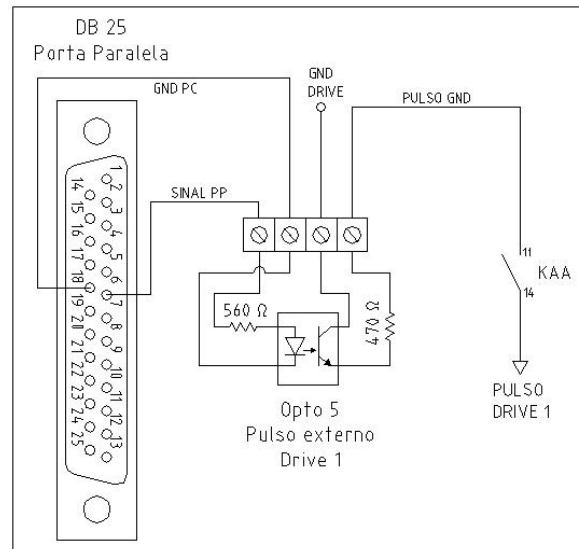 DB 25
Porta Paralela
GND PC
GND
DRIVE
PULSO GND
SINAL PP
1
2
3
4
5
6
7
8
9
10
11
12
13
14
15
16
17
18
19
20
21
22
23
24
25
560 Ω
470 Ω
11
KAA
14
PULSO
DRIVE 1
Opto 5
Pulso externo
Drive 1